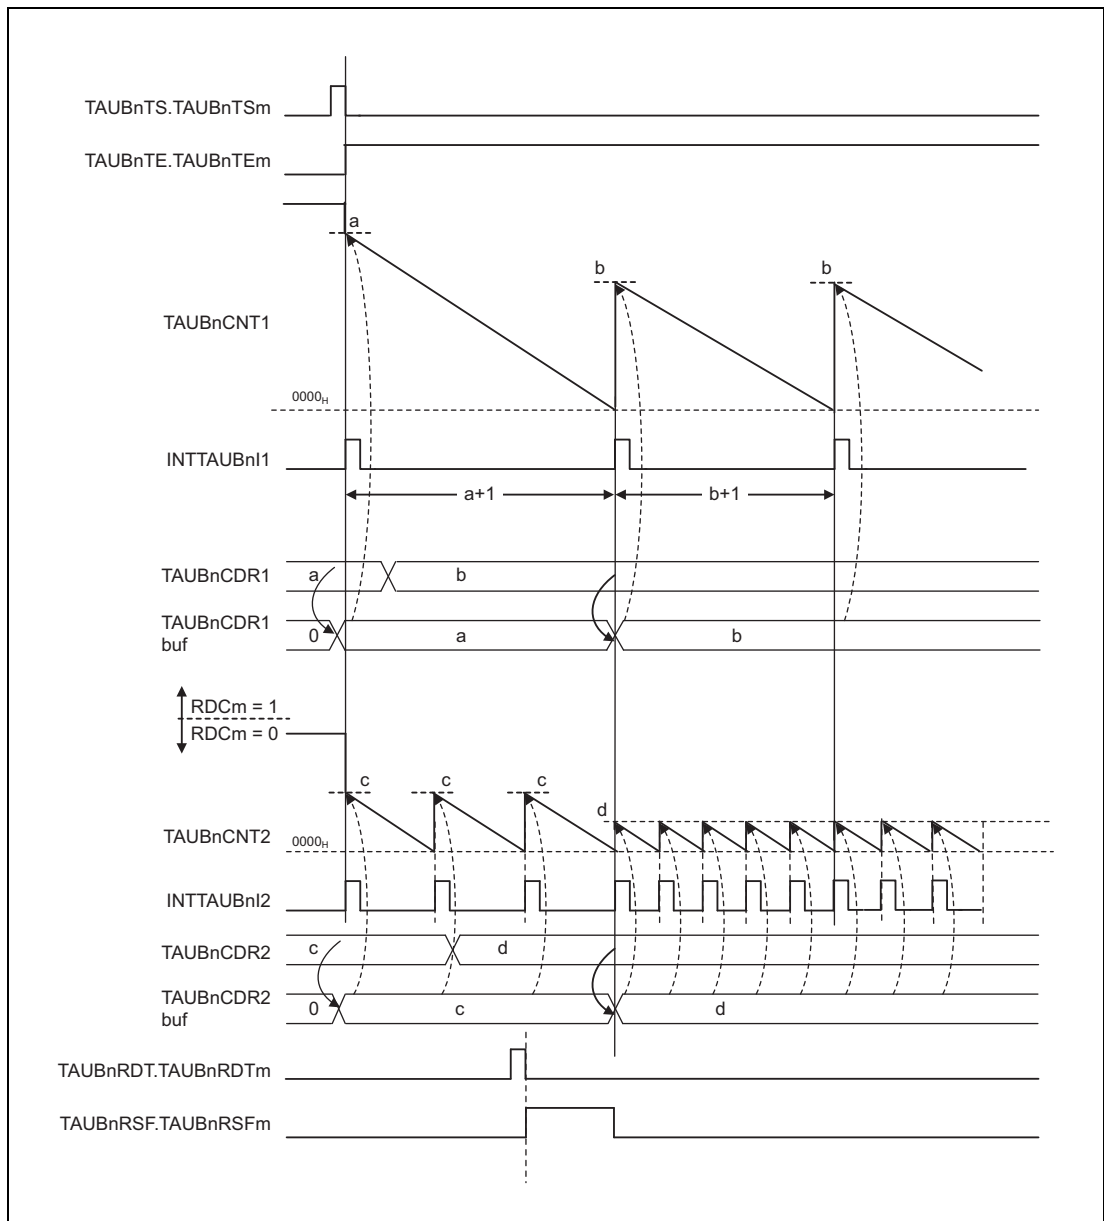 TAUBnTS.TAUBnTSm
TAUBnTE.TAUBnTEm
a
b
b
TAUBnCNT1
0000H
INTTAUBnI1
a+1
b+1
TAUBnCDR1
a
b
TAUBnCDR1
buf
0
a
b
RDCm = 1
RDCm = 0
c
c
c
d
TAUBnCNT2
0000H
INTTAUBnI2
TAUBnCDR2
c
d
TAUBnCDR2
buf
0
c
d
TAUBnRDT.TAUBnRDTm
TAUBnRSF.TAUBnRSFm